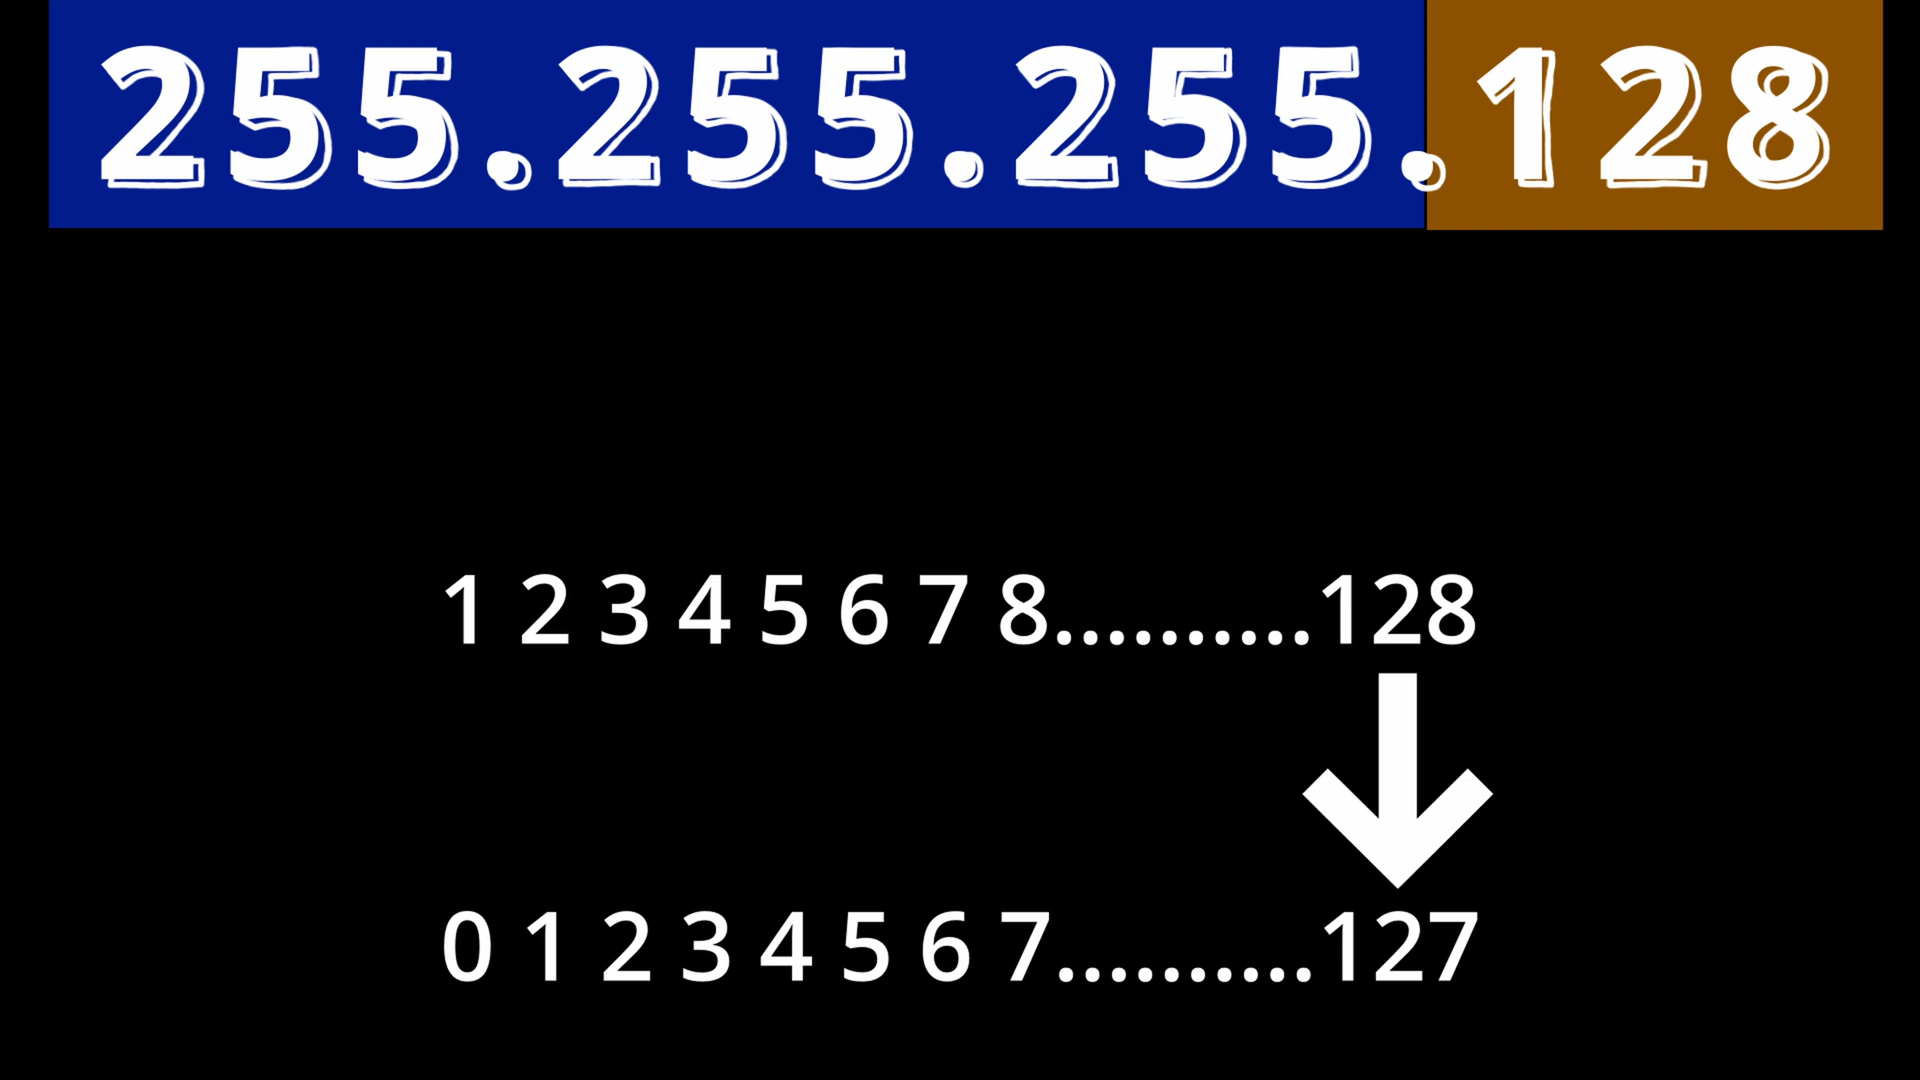 255.255.255.128
1 2 3 4 5 6 7 8..........128
0 1 2 3 4 5 6 7..........127